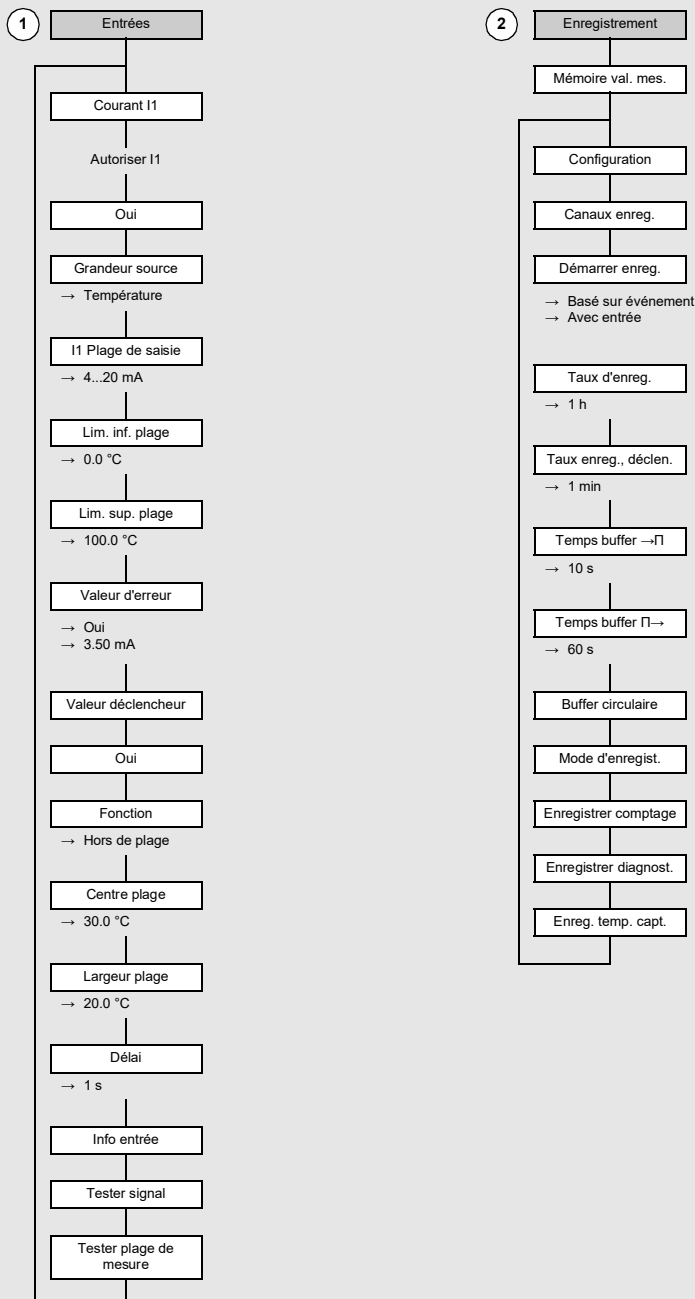 1
Entrées
Courant I1
Autoriser I1
Oui
Grandeur source
→ Température
I1 Plage de saisie
→ 4...20 mA
Lim. inf. plage
→ 0.0 °C
Lim. sup. plage
→ 100.0 °C
Valeur d'erreur
→ Oui
→ 3.50 mA
Valeur déclencheur
Oui
Fonction
→ Hors de plage
Centre plage
→ 30.0 °C
Largeur plage
→ 20.0 °C
Délai
→ 1 s
Info entrée
Tester signal
Tester plage de
mesure
2
Enregistrement
Mémoire val. mes.
Configuration
Canaux enreg.
Démarrer enreg.
→ Basé sur événement
→ Avec entrée
Taux d'enreg.
→ 1 h
Taux enreg., déclen.
→ 1 min
Temps buffer →Π
→ 10 s
Temps buffer Π→
→ 60 s
Buffer circulaire
Mode d'enregist.
Enregistrer comptage
Enregistrer diagnost.
Enreg. temp. capt.